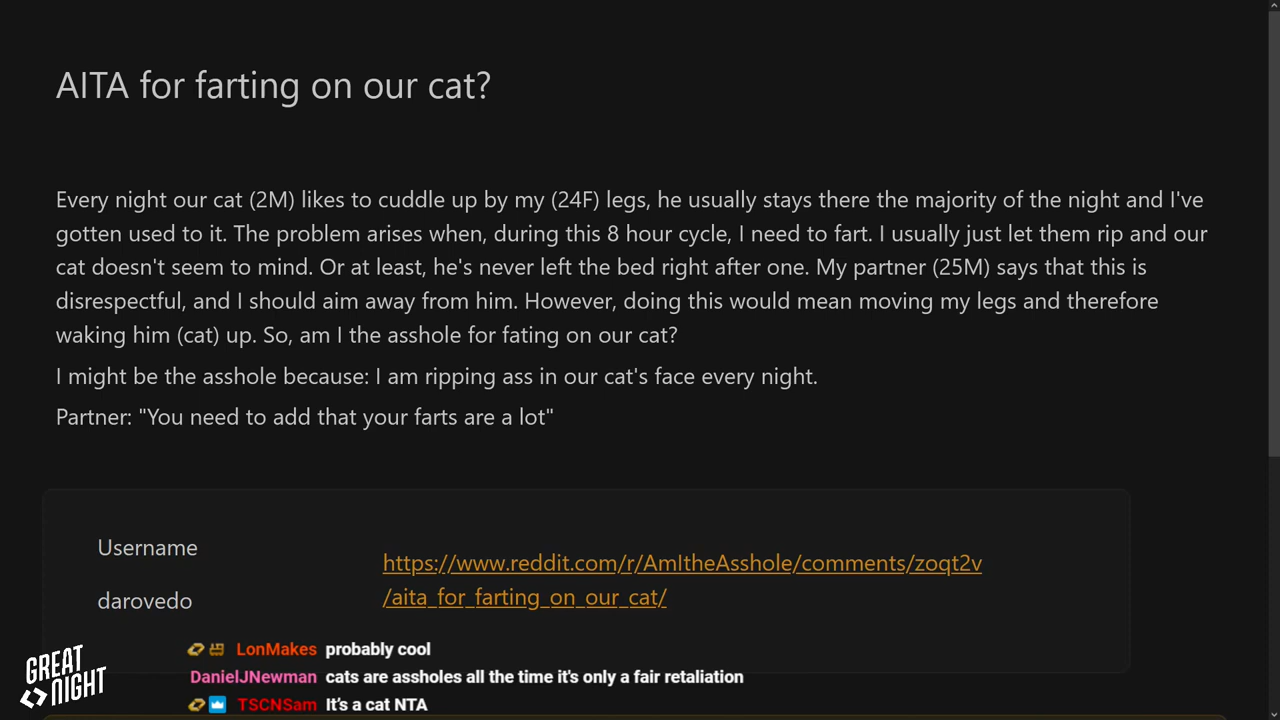 AITA for farting on our cat?
Every night our cat (2M) likes to cuddle up by my (24F) legs, he usually stays there the majority of the night and I've
gotten used to it. The problem arises when, during this 8 hour cycle, I need to fart. I usually just let them rip and our
cat doesn't seem to mind. Or at least, he's never left the bed right after one. My partner (25M) says that this is
disrespectful, and I should aim away from him. However, doing this would mean moving my legs and therefore
waking him (cat) up. So, am I the asshole for fating on our cat?
I might be the asshole because: I am ripping ass in our cat's face every night.
Partner: "You need to add that your farts are a lot"
Username
darovedo
https://www.reddit.com/r/AmItheAsshole/comments/zoqt2v
/aita_for_farting_on_our_cat/
LonMakes probably cool
DanielJNewman cats are assholes all the time it's only a fair retaliation
TSCNSam It's a cat NTA
GREAT
NIGHT